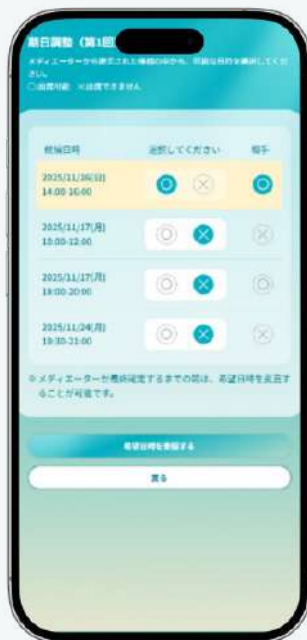 期日調整（第1回
メディエーターから提示された候補の中から、可能な日時を選択してくだ
さい。
○出席可能 ×出席できません
候補日時 選択してください 相手
2025/11/16(日)
14:00-16:00
2025/11/17(月)
10:00-12:00
2025/11/17(月)
18:00-20:00
2025/11/24(月)
19:30-21:00
※メディエーターが最終確定するまでの間は、希望日時を変更す
ることが可能です。
希望日時を登録する
戻る